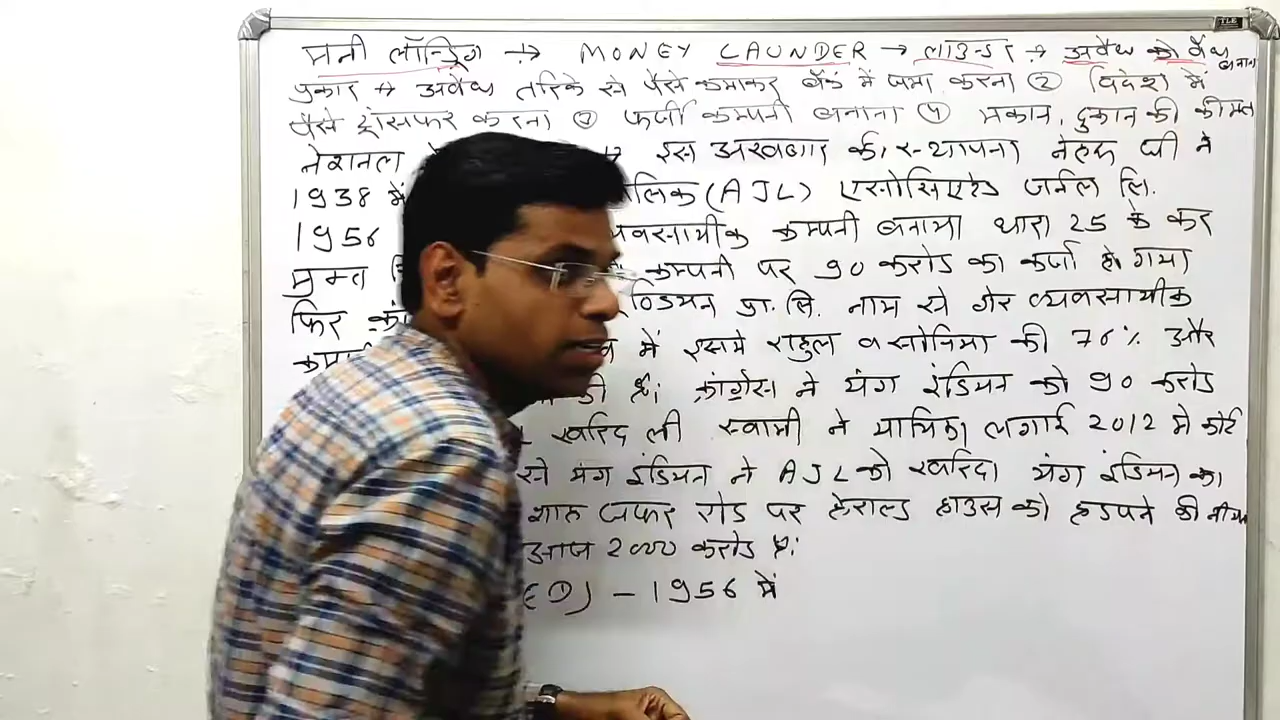 TLE
मनी लॉन्ड्रिंग → MONEY LAUNDER → लाउन्डर → अवैध को वैध बनाना
प्रकार → अवैध तरिके से पैसे कमाकर बैंक में जमा करना ② विदेश में
पैसे ट्रांसफर करना ③ फर्जी कम्पनी बनाना ④ मकान, दुकान की कीमत
नेशनल इस अखबार की स्थापना नेहरू जी ने
1938 में लिक (AJL) एसोसिएटेड जर्नल लि.
1956 व्यवसायीक कम्पनी बनाया धारा 25 के कर
मुक्त कम्पनी पर 90 करोड का कर्जा हो गया
फिर ण्डियन प्रा. लि. नाम से गेर व्यवसायीक
में इसमे राहुल व सोनिया की 76% और
की है। कांग्रेस ने यंग इंडियन को 90 करोड
खरिद ली स्वामी ने याचिका लगाई 2012 मे कोर्ट
से यंग इंडियन ने AJL को खरिदा यंग इंडियन का
शाह जफर रोड पर हेराल्ड हाउस को हडपने की
आज 2000 करोड है।
(ED) – 1956 में